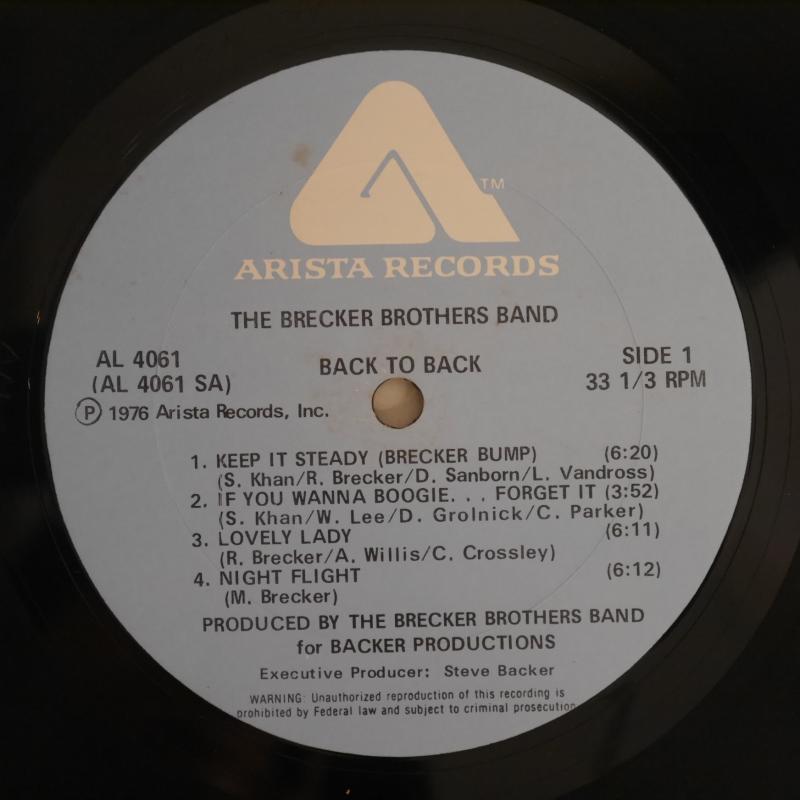 TM
ARISTA RECORDS
THE BRECKER BROTHERS BAND
AL 4061
(AL 4061 SA)
BACK TO BACK
SIDE 1
33 1/3 RPM
Ⓟ 1976 Arista Records, Inc.
1. KEEP IT STEADY (BRECKER BUMP) (6:20)
(S. Khan/R. Brecker/D. Sanborn/L. Vandross)
2. IF YOU WANNA BOOGIE. . . FORGET IT (3:52)
(S. Khan/W. Lee/D. Grolnick/C. Parker)
3. LOVELY LADY (6:11)
(R. Brecker/A. Willis/C. Crossley)
4. NIGHT FLIGHT (6:12)
(M. Brecker)
PRODUCED BY THE BRECKER BROTHERS BAND
for BACKER PRODUCTIONS
Executive Producer: Steve Backer
WARNING: Unauthorized reproduction of this recording is
prohibited by Federal law and subject to criminal prosecution